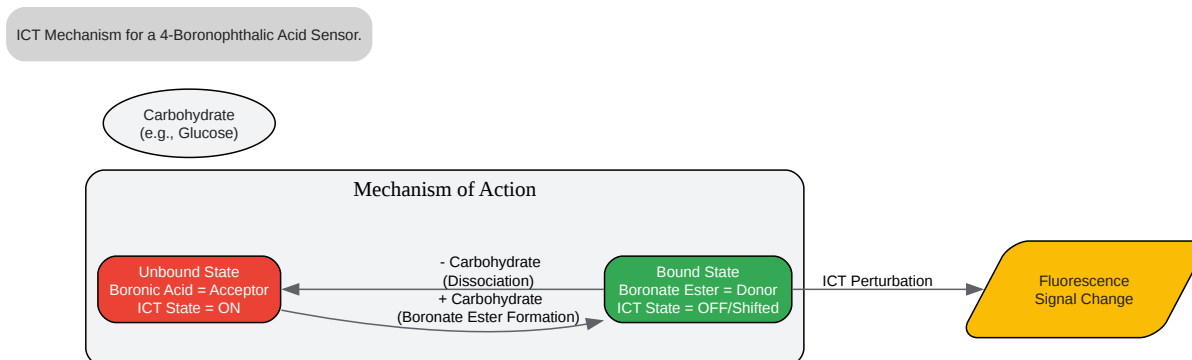 ICT Mechanism for a 4-Boronophthalic Acid Sensor.
Carbohydrate
(e.g., Glucose)
Mechanism of Action
Unbound State
Boronic Acid = Acceptor
ICT State = ON
- Carbohydrate
(Dissociation)
+ Carbohydrate
(Boronate Ester Formation)
Bound State
Boronate Ester = Donor
ICT State = OFF/Shifted
ICT Perturbation
Fluorescence
Signal Change